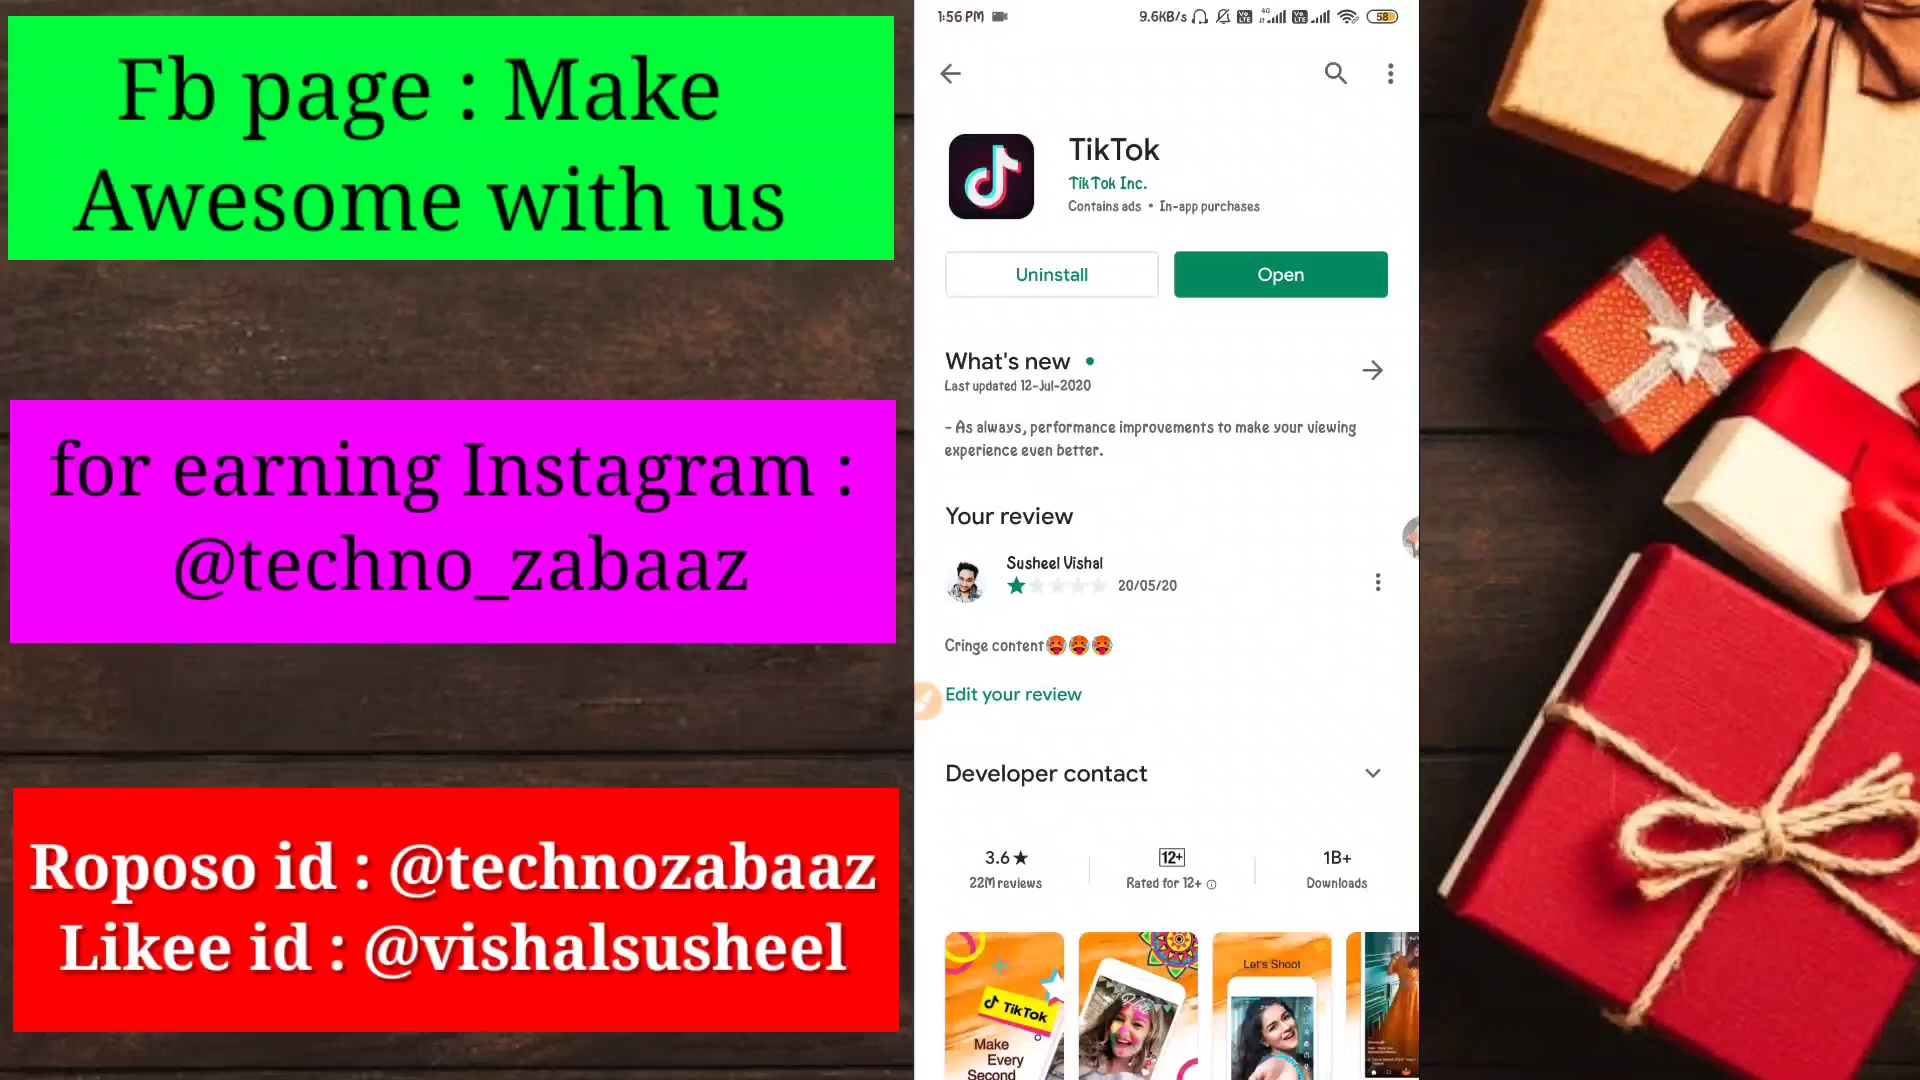 Fb page : Make
Awesome with us
for earning Instagram :
@techno_zabaaz
Roposo id : @technozabaaz
Likee id : @vishalsusheel
1:56 PM
9.6KB/s
4G
58
TikTok
TikTok Inc.
Contains ads • In-app purchases
Uninstall
Open
What's new •
Last updated 12-Jul-2020
- As always, performance improvements to make your viewing
experience even better.
Your review
Susheel Vishal
20/05/20
Cringe content🥵🥵🥵
Edit your review
Developer contact
3.6★
22M reviews
12+
Rated for 12+
1B+
Downloads
TikTok
Make
Every
Second
Let's Shoot